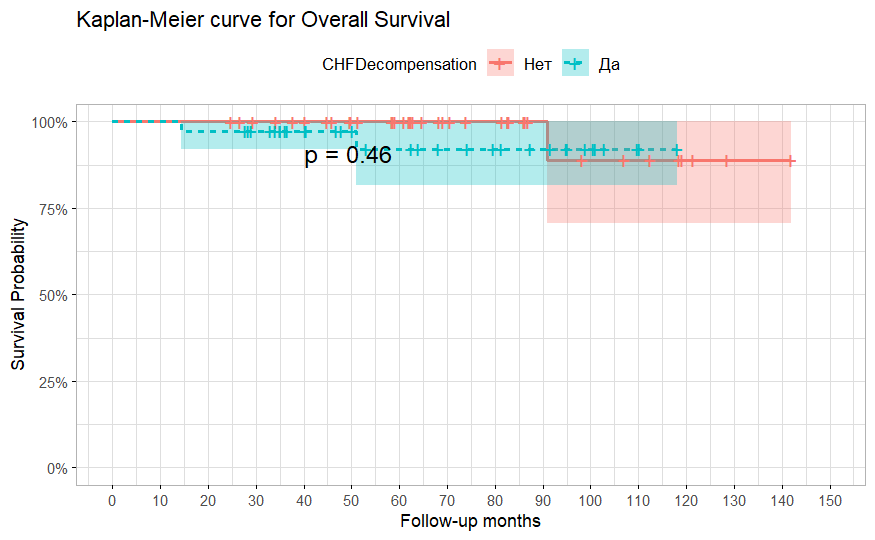 Kaplan-Meier curve for Overall Survival
CHFDecompensation Нет Да
100%
75%
50%
25%
0%
p = 0.46
Survival Probability
0 10 20 30 40 50 60 70 80 90 100 110 120 130 140 150
Follow-up months